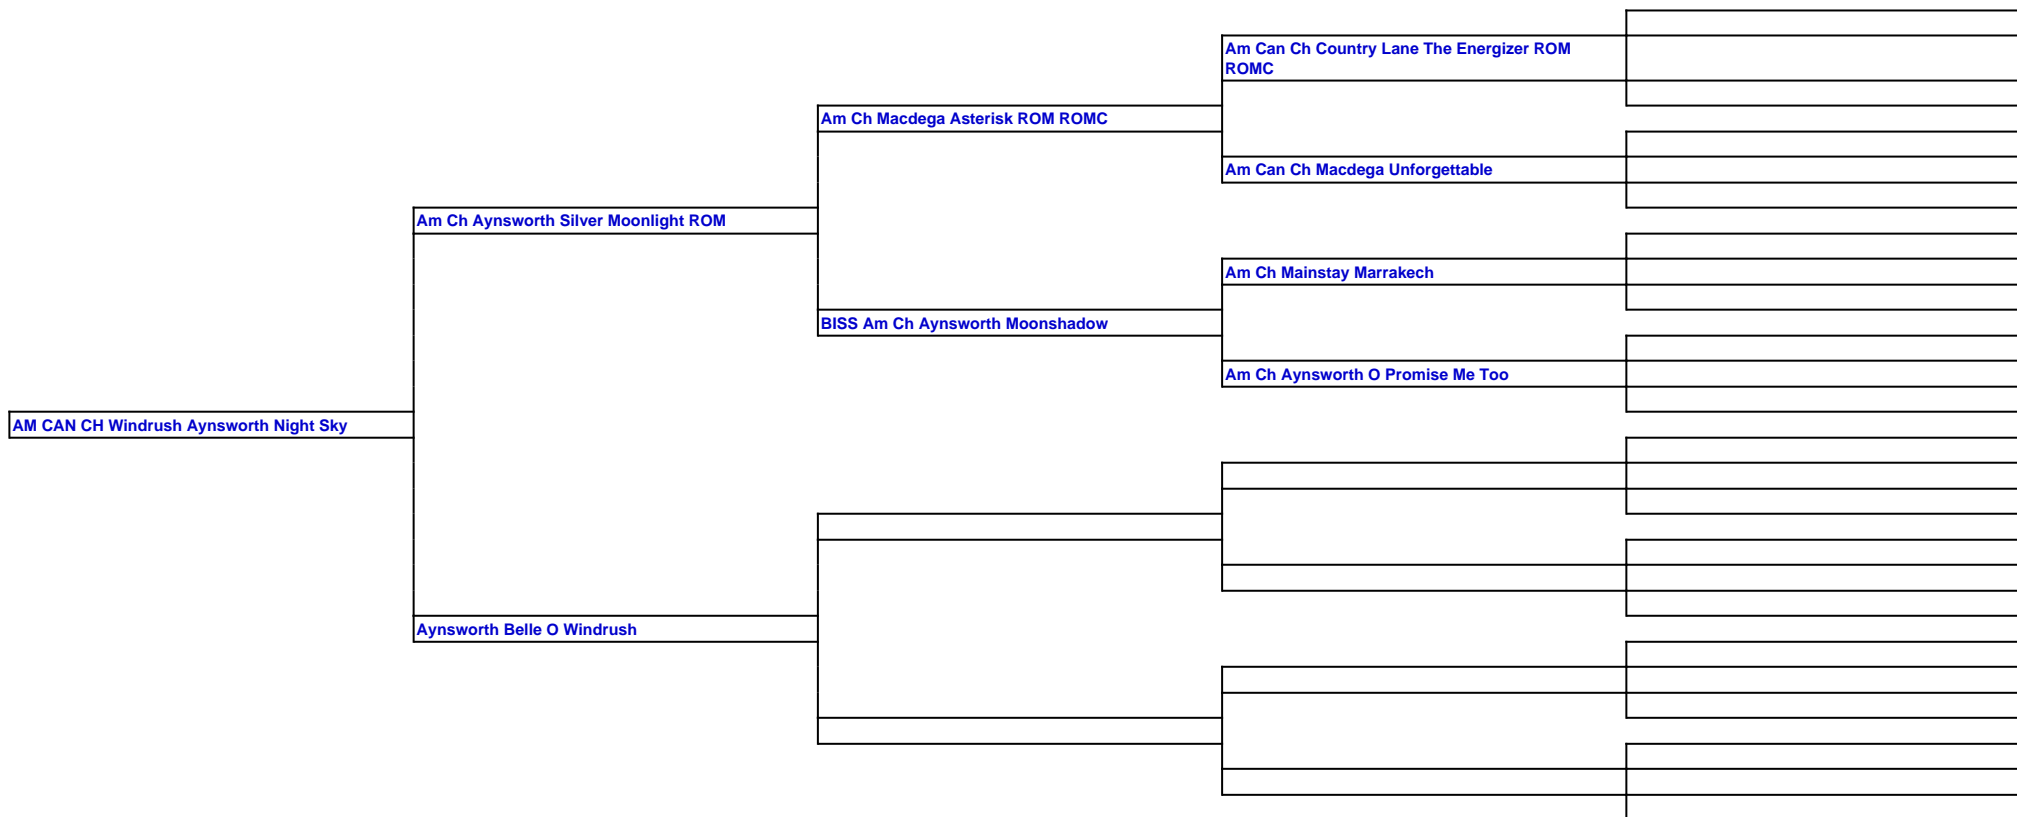 Am Can Ch Country Lane The Energizer ROM
ROMC
Am Ch Macdega Asterisk ROM ROMC
Am Can Ch Macdega Unforgettable
Am Ch Aynsworth Silver Moonlight ROM
Am Ch Mainstay Marrakech
BISS Am Ch Aynsworth Moonshadow
Am Ch Aynsworth O Promise Me Too
AM CAN CH Windrush Aynsworth Night Sky
Aynsworth Belle O Windrush